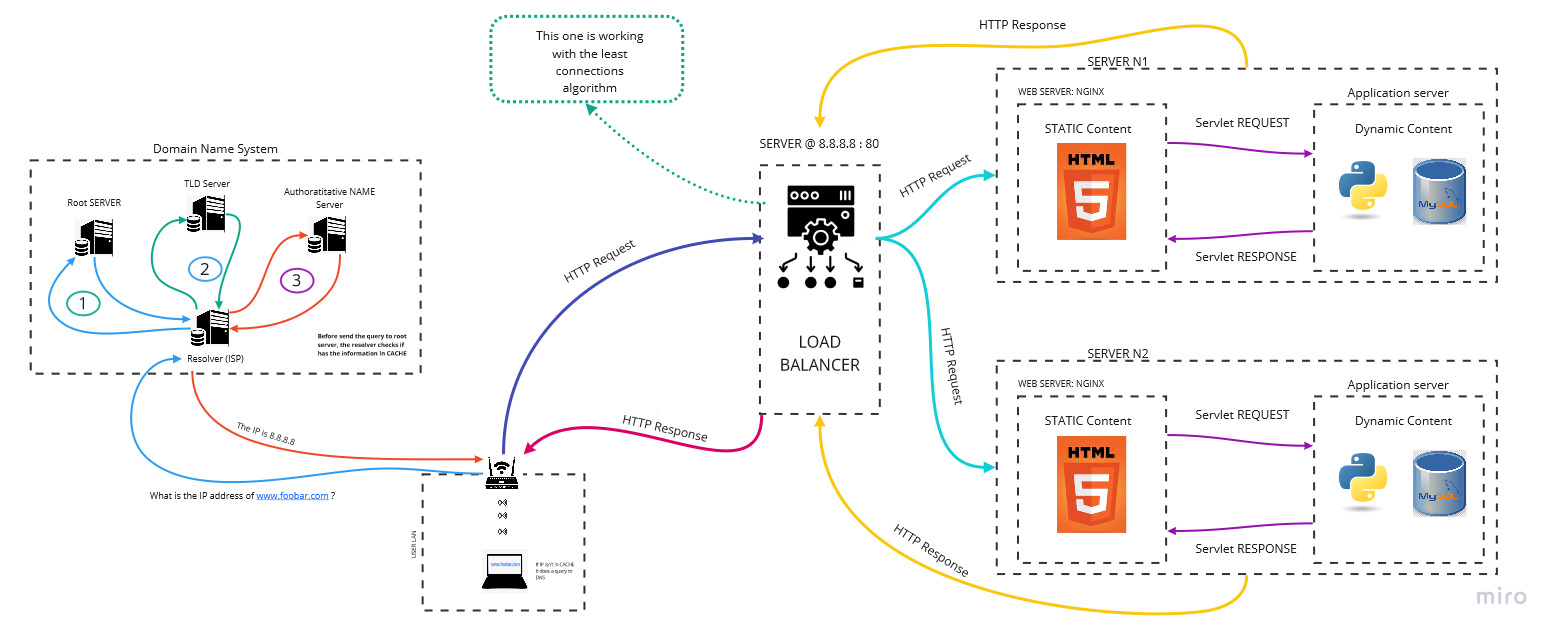 This one is working
with the least
connections
algorithm
HTTP Response
SERVER N1
WEB SERVER: NGINX
Application server
STATIC Content
HTML
5
Servlet REQUEST
Dynamic Content
MySQL
Servlet RESPONSE
SERVER @ 8.8.8.8 : 80
HTTP Request
LOAD
BALANCER
Domain Name System
Root SERVER
TLD Server
Authoratitative NAME
Server
1
2
3
Before send the query to root
server, the resolver checks if
has the information in CACHE
Resolver (ISP)
HTTP Request
HTTP Request
SERVER N2
WEB SERVER: NGINX
Application server
STATIC Content
HTML
5
Servlet REQUEST
Dynamic Content
MySQL
Servlet RESPONSE
HTTP Response
HTTP Response
The IP is 8.8.8.8
What is the IP address of www.foobar.com ?
USER LAN
www.foobar.com
If IP isn't in CACHE
it does a query to
DNS
miro